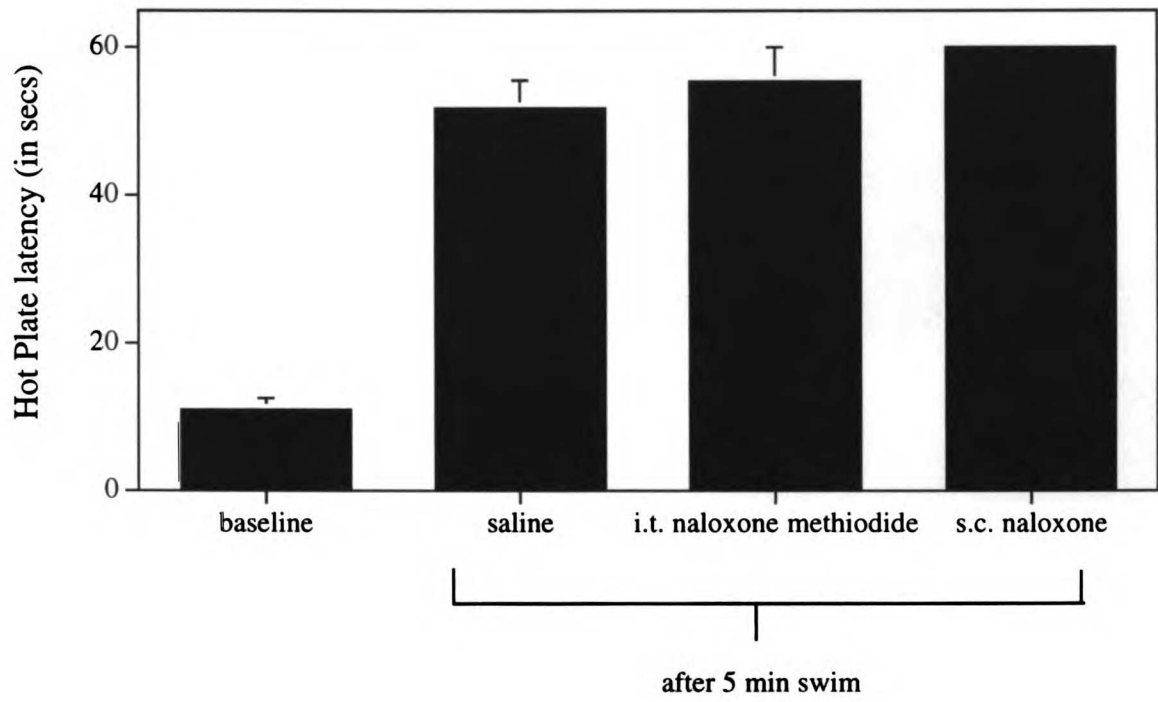 Hot Plate latency (in secs)
60
40
20
0
baseline
saline
i.t. naloxone methiodide
s.c. naloxone
after 5 min swim